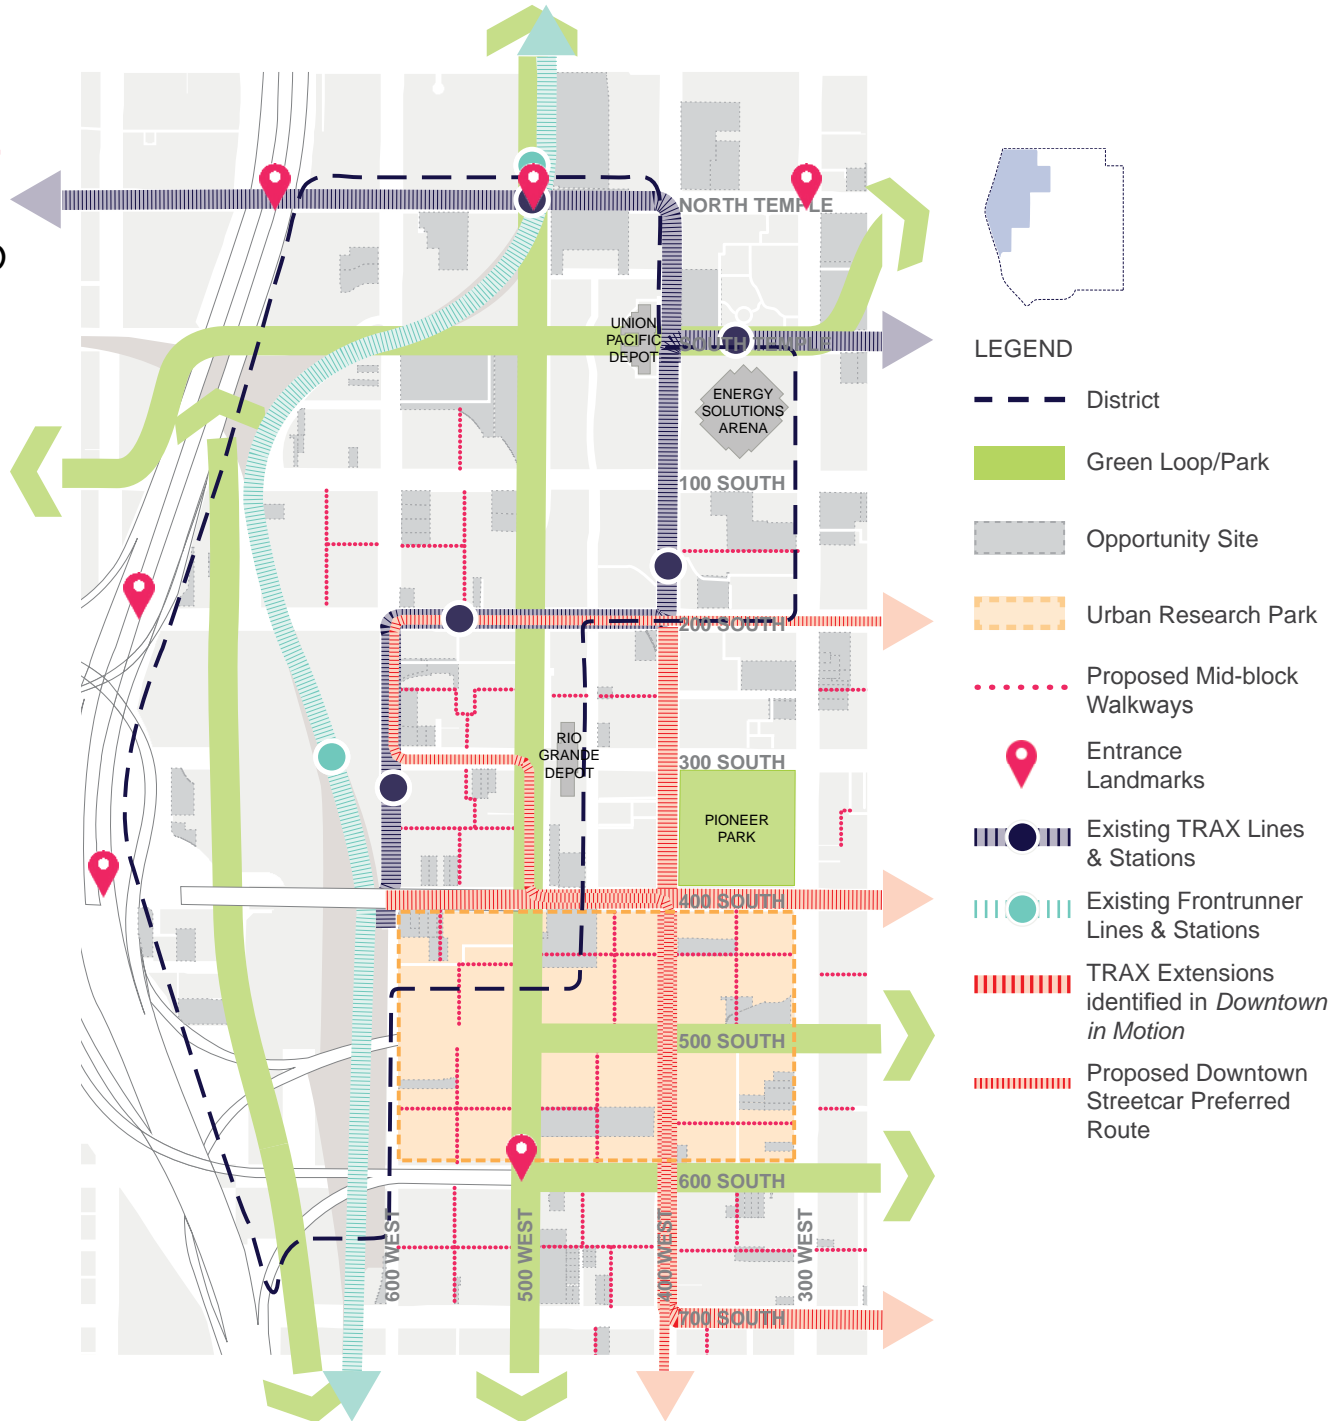 NORTH TEMPLE
UNION
PACIFIC
DEPOT
SOUTH TEMPLE
ENERGY
SOLUTIONS
ARENA
100 SOUTH
200 SOUTH
RIO
GRANDE
DEPOT
300 SOUTH
PIONEER
PARK
400 SOUTH
500 SOUTH
600 SOUTH
600 WEST
500 WEST
400 WEST
300 WEST
700 SOUTH
LEGEND
District
Green Loop/Park
Opportunity Site
Urban Research Park
Proposed Mid-block
Walkways
Entrance
Landmarks
Existing TRAX Lines
& Stations
Existing Frontrunner
Lines & Stations
TRAX Extensions
identified in Downtown
in Motion
Proposed Downtown
Streetcar Preferred
Route